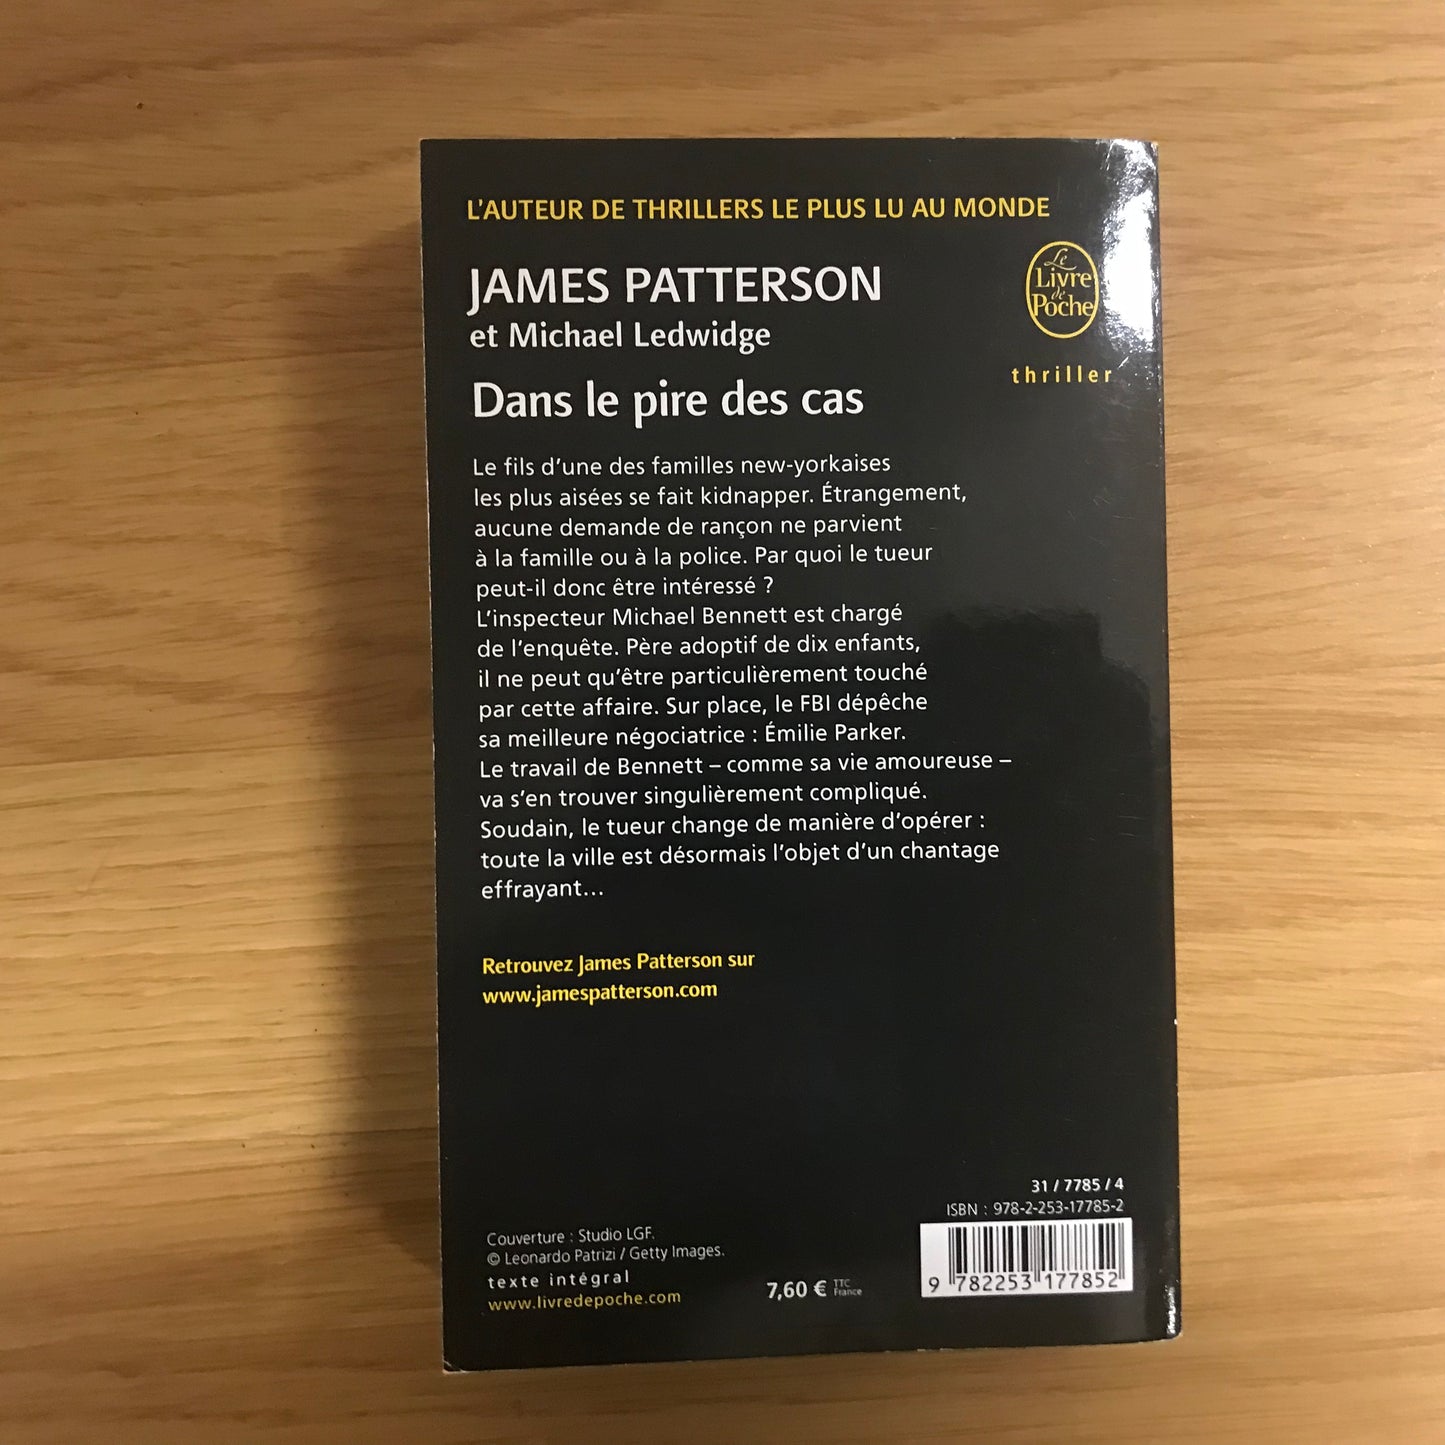 L'AUTEUR DE THRILLERS LE PLUS LU AU MONDE
JAMES PATTERSON
et Michael Ledwidge
Le
Livre
de
Poche
thriller
Dans le pire des cas
Le fils d'une des familles new-yorkaises
les plus aisées se fait kidnapper. Étrangement,
aucune demande de rançon ne parvient
à la famille ou à la police. Par quoi le tueur
peut-il donc être intéressé ?
L'inspecteur Michael Bennett est chargé
de l'enquête. Père adoptif de dix enfants,
il ne peut qu'être particulièrement touché
par cette affaire. Sur place, le FBI dépêche
sa meilleure négociatrice : Émilie Parker.
Le travail de Bennett – comme sa vie amoureuse –
va s'en trouver singulièrement compliqué.
Soudain, le tueur change de manière d'opérer :
toute la ville est désormais l'objet d'un chantage
effrayant...
Retrouvez James Patterson sur
www.jamespatterson.com
Couverture : Studio LGF.
© Leonardo Patrizi / Getty Images.
texte intégral
www.livredepoche.com
7,60 € TTC
France
31 / 7785 / 4
ISBN : 978-2-253-17785-2
9 782253 177852